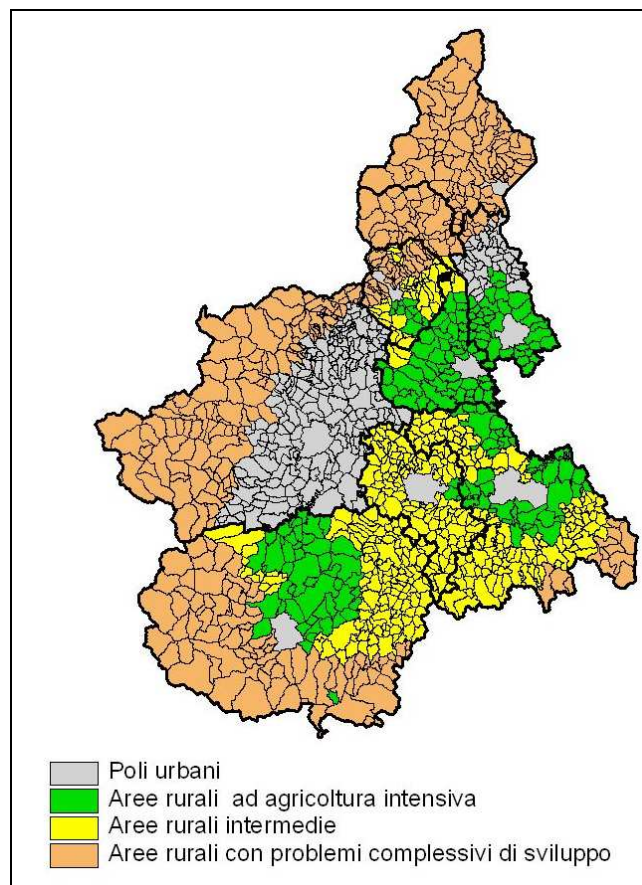 Poli urbani
Aree rurali ad agricoltura intensiva
Aree rurali intermedie
Aree rurali con problemi complessivi di sviluppo